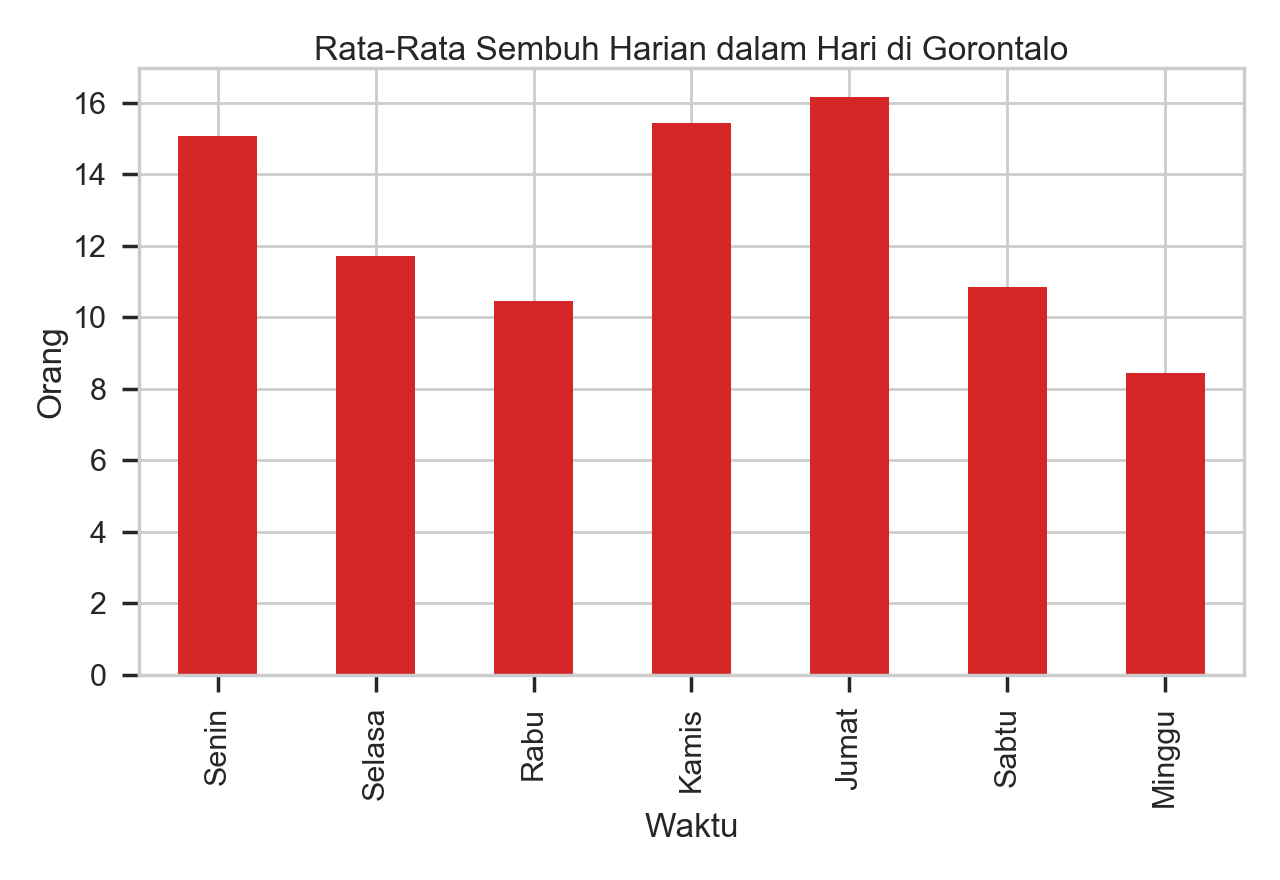 Rata-Rata Sembuh Harian dalam Hari di Gorontalo
16
14
12
10
8
6
4
2
0
Orang
Senin
Selasa
Rabu
Kamis
Jumat
Sabtu
Minggu
Waktu